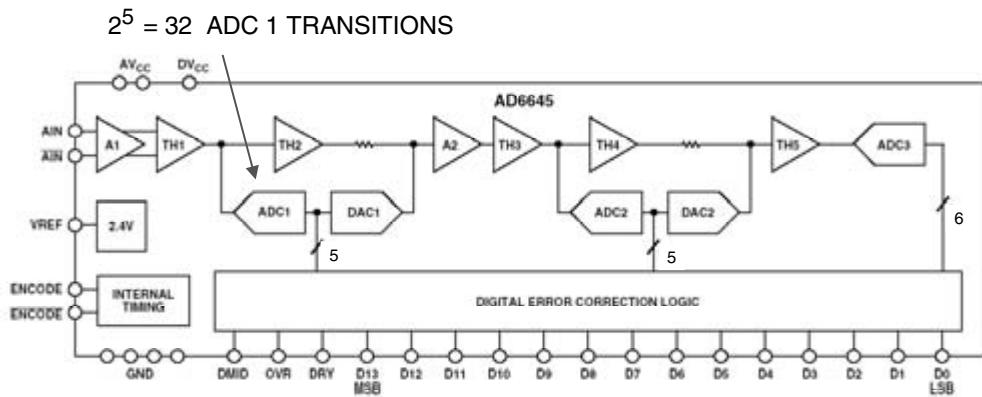 2⁵ = 32 ADC 1 TRANSITIONS
AVCC DVCC
AD6645
AIN
AIN
A1 TH1 TH2 A2 TH3 TH4 TH5 ADC3
ADC1 DAC1 ADC2 DAC2
VREF 2.4V
5 5 6
ENCODE
ENCODE
INTERNAL
TIMING
DIGITAL ERROR CORRECTION LOGIC
GND DMID OVR DRY D13 D12 D11 D10 D9 D8 D7 D6 D5 D4 D3 D2 D1 D0
MSB LSB